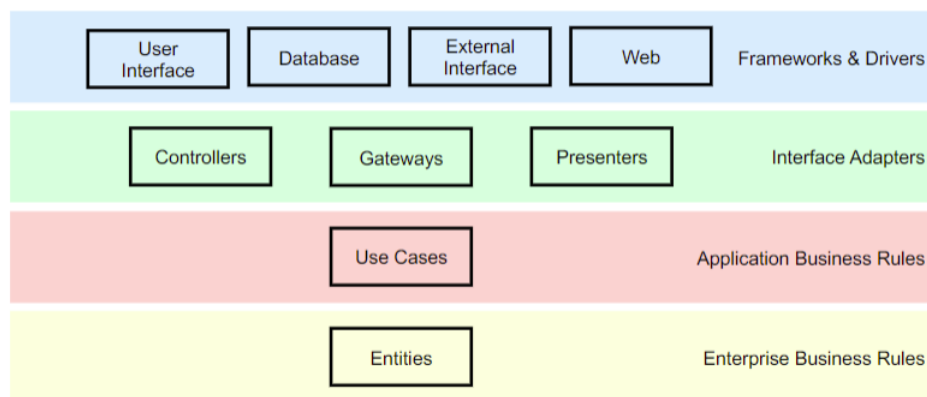 User
Interface
Database
External
Interface
Web
Frameworks & Drivers
Controllers
Gateways
Presenters
Interface Adapters
Use Cases
Application Business Rules
Entities
Enterprise Business Rules